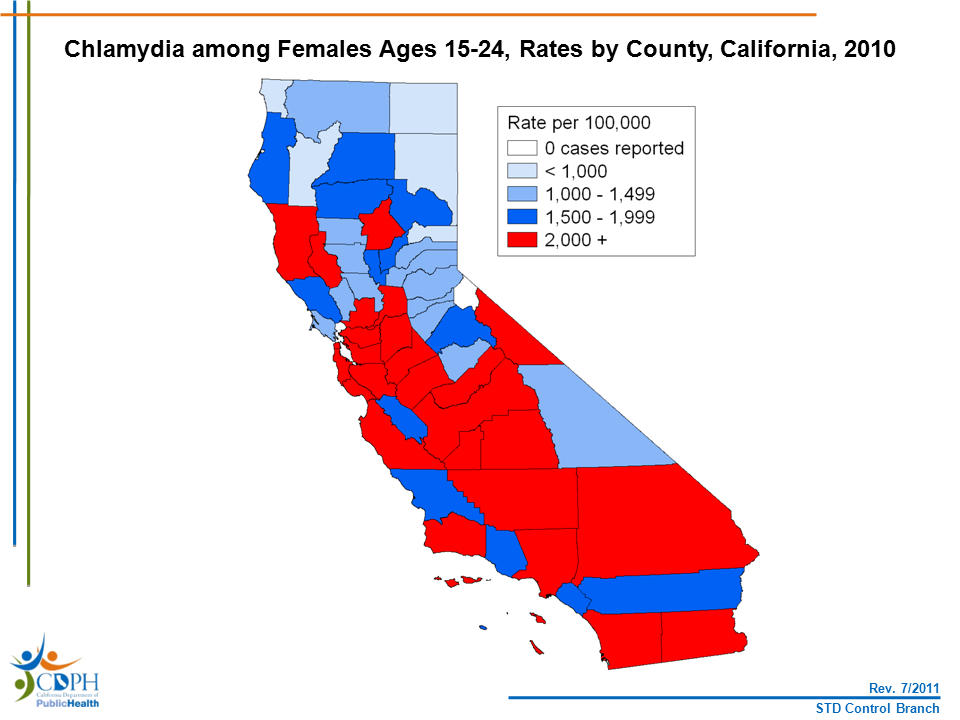 Chlamydia among Females Ages 15-24, Rates by County, California, 2010
Rate per 100,000
0 cases reported
< 1,000
1,000 - 1,499
1,500 - 1,999
2,000 +
CDPH
California Department of
PublicHealth
Rev. 7/2011
STD Control Branch